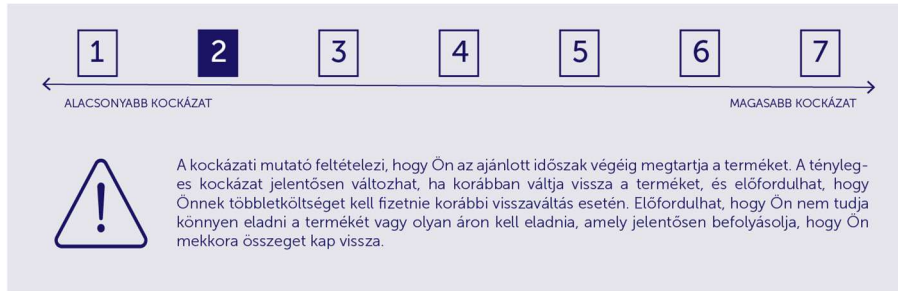 1 2 3 4 5 6 7
ALACSONYABB KOCKÁZAT MAGASABB KOCKÁZAT
A kockázati mutató feltételezi, hogy Ön az ajánlott időszak végéig megtartja a terméket. A tényleg-
es kockázat jelentősen változhat, ha korábban váltja vissza a terméket, és előfordulhat, hogy
Önnek többletköltséget kell fizetnie korábbi visszaváltás esetén. Előfordulhat, hogy Ön nem tudja
könnyen eladni a termékét vagy olyan áron kell eladnia, amely jelentősen befolyásolja, hogy Ön
mekkora összeget kap vissza.